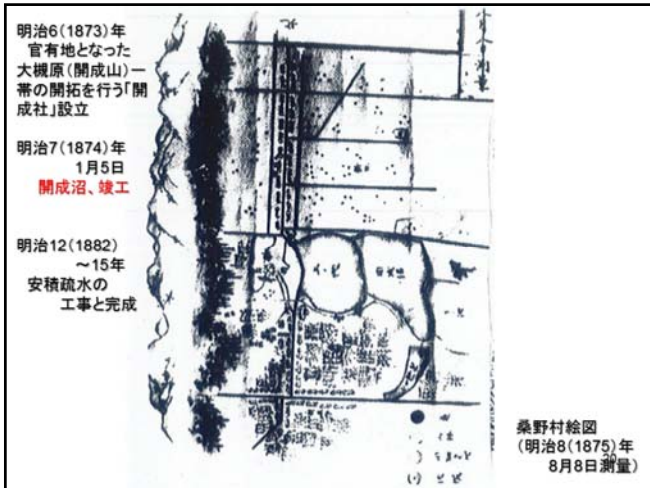 明治6(1873)年
官有地となった
大槻原(開成山)一
帯の開拓を行う「開
成社」設立
明治7(1874)年
1月5日
開成沼、竣工
明治12(1882)
～15年
安積疏水の
工事と完成
北
桑野村絵図
(明治8(1875)年
8月8日測量)
20